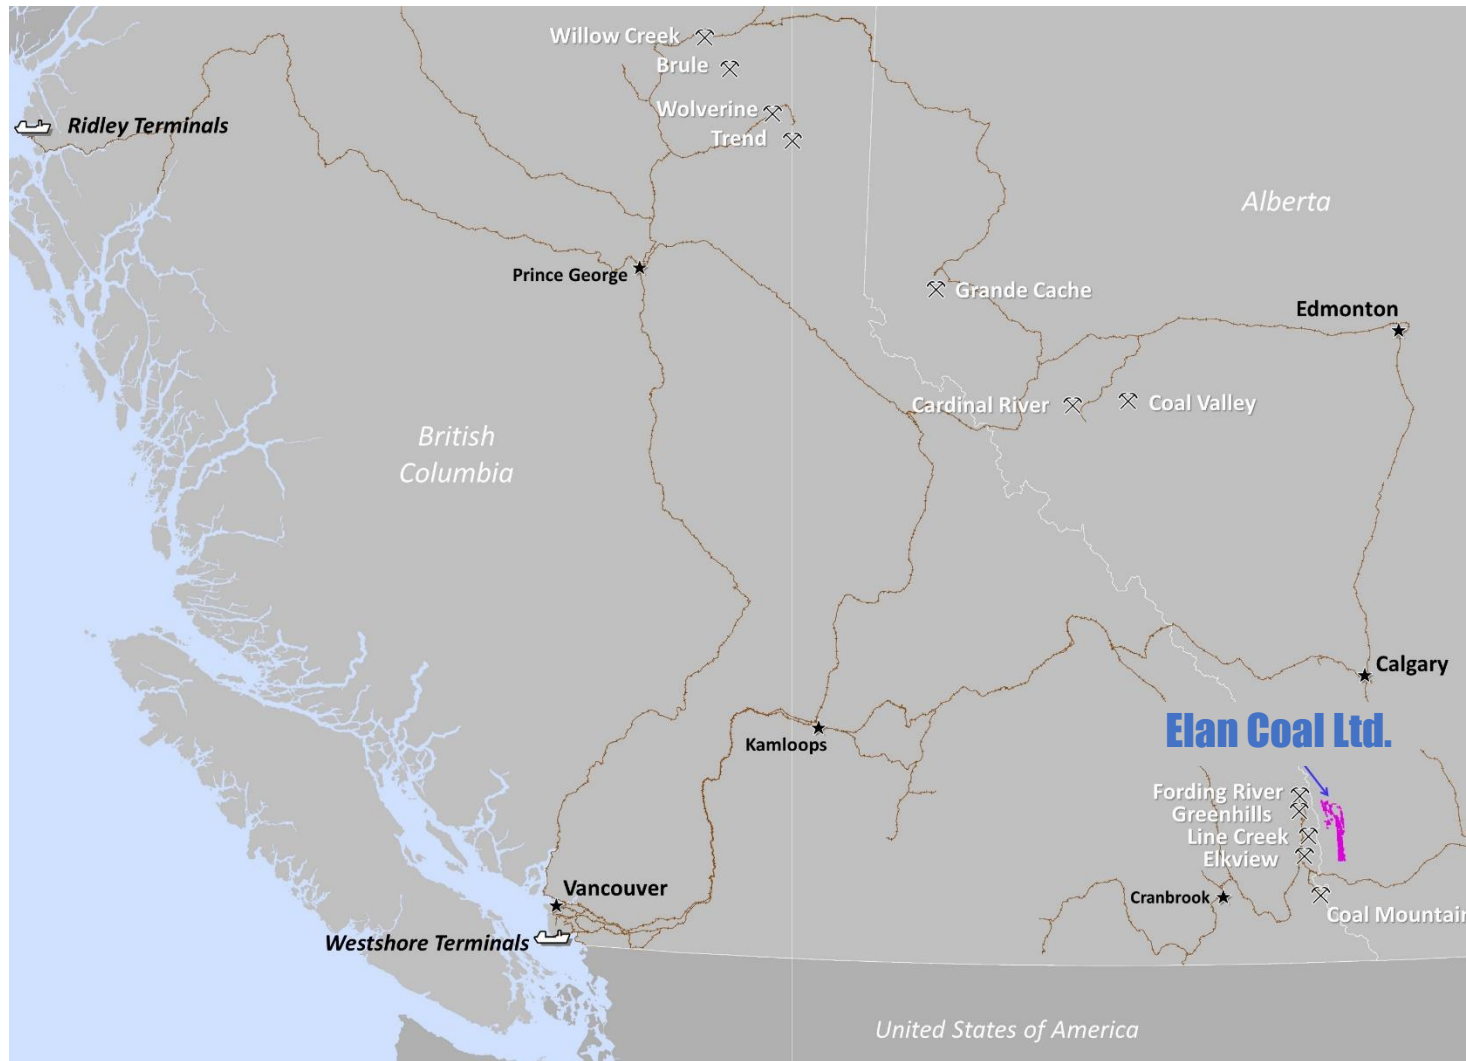 Willow Creek
Brule
Wolverine
Trend
Ridley Terminals
Alberta
Prince George
Grande Cache
Edmonton
Cardinal River
Coal Valley
British
Columbia
Calgary
Elan Coal Ltd.
Kamloops
Fording River
Greenhills
Line Creek
Elkview
Vancouver
Cranbrook
Coal Mountain
Westshore Terminals
United States of America